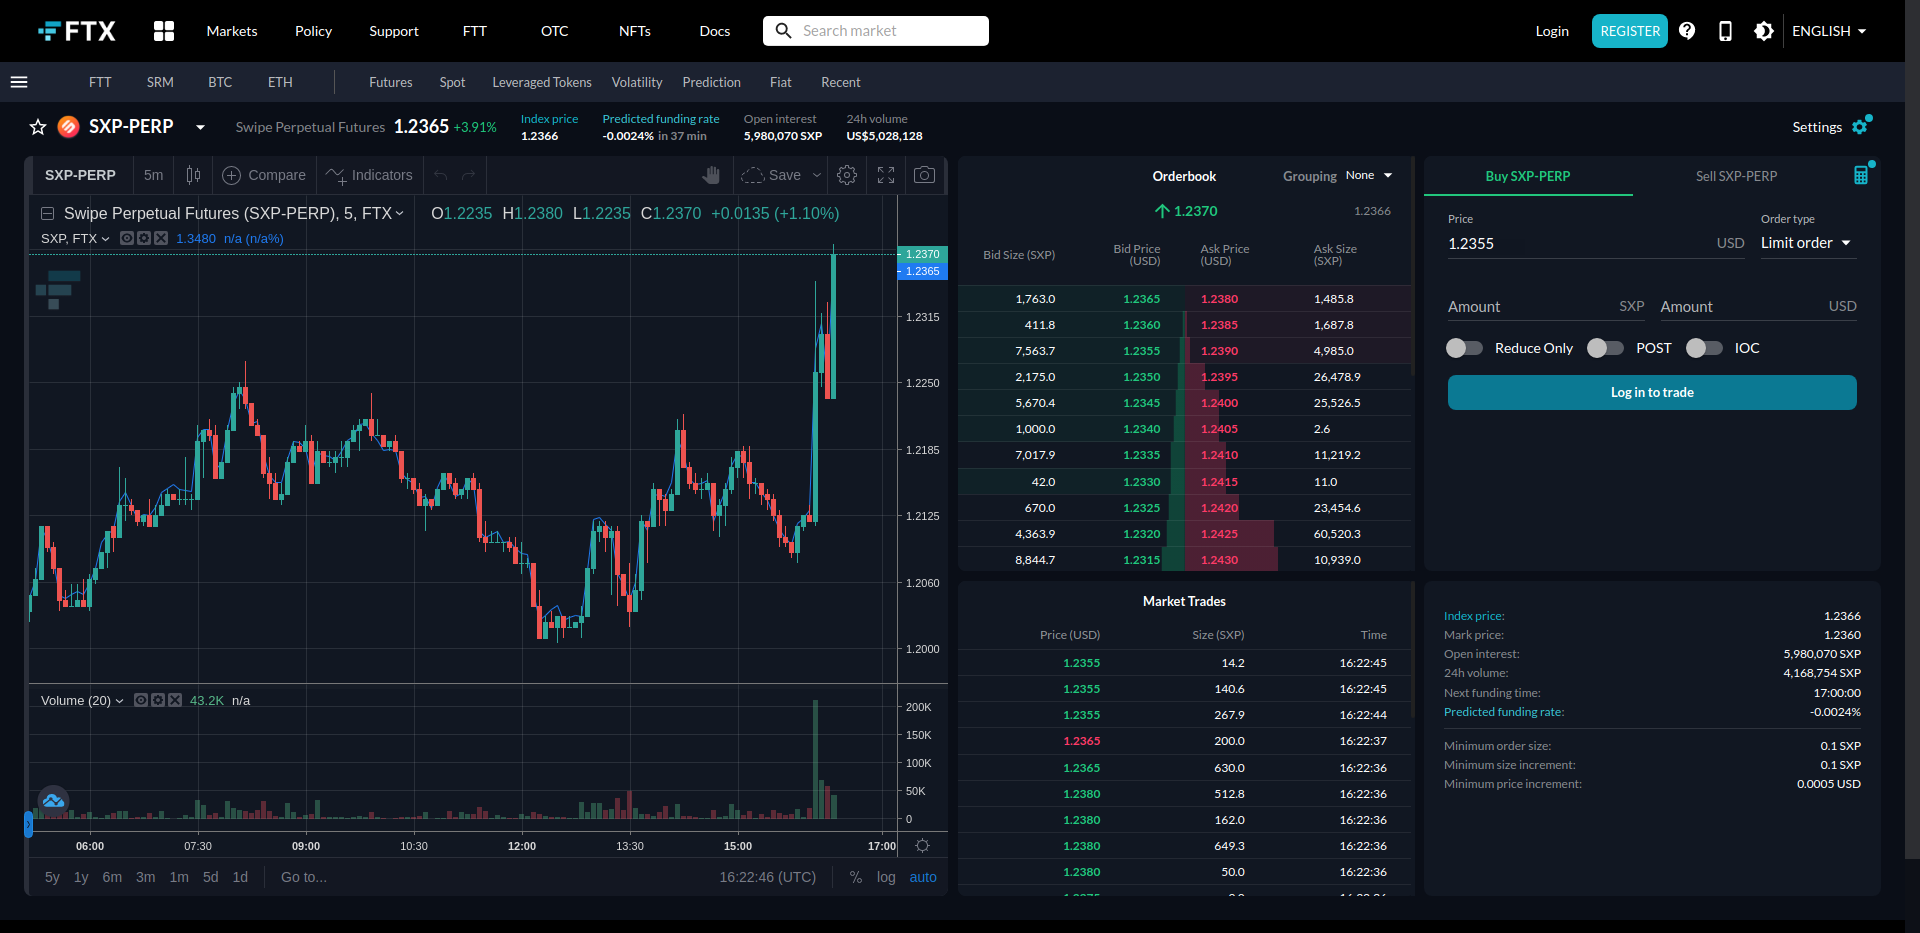 FTX
Markets Policy Support FTT OTC NFTs Docs Search market Login REGISTER ENGLISH
FTT SRM BTC ETH Futures Spot Leveraged Tokens Volatility Prediction Fiat Recent
SXP-PERP Swipe Perpetual Futures 1.2365 +3.91%
Index price
1.2366
Predicted funding rate
-0.0024% in 37 min
Open interest
5,980,070 SXP
24h volume
US$5,028,128
Settings
SXP-PERP 5m Compare Indicators Save
Swipe Perpetual Futures (SXP-PERP), 5, FTX O1.2235 H1.2380 L1.2235 C1.2370 +0.0135 (+1.10%)
SXP, FTX 1.3480 n/a (n/a%)
1.2370
1.2365
1.2315
1.2250
1.2185
1.2125
1.2060
1.2000
Volume (20) 43.2K n/a
200K
150K
100K
50K
0
06:00 07:30 09:00 10:30 12:00 13:30 15:00 17:00
5y 1y 6m 3m 1m 5d 1d Go to... 16:22:46 (UTC) % log auto
Orderbook Grouping None
1.2370 1.2366
Bid Size (SXP) Bid Price (USD) Ask Price (USD) Ask Size (SXP)
1,763.0 1.2365 1.2380 1,485.8
411.8 1.2360 1.2385 1,687.8
7,563.7 1.2355 1.2390 4,985.0
2,175.0 1.2350 1.2395 26,478.9
5,670.4 1.2345 1.2400 25,526.5
1,000.0 1.2340 1.2405 2.6
7,017.9 1.2335 1.2410 11,219.2
42.0 1.2330 1.2415 11.0
670.0 1.2325 1.2420 23,454.6
4,363.9 1.2320 1.2425 60,520.3
8,844.7 1.2315 1.2430 10,939.0
Market Trades
Price (USD) Size (SXP) Time
1.2355 14.2 16:22:45
1.2355 140.6 16:22:45
1.2355 267.9 16:22:44
1.2365 200.0 16:22:37
1.2365 630.0 16:22:36
1.2380 512.8 16:22:36
1.2380 162.0 16:22:36
1.2380 649.3 16:22:36
1.2380 50.0 16:22:36
Buy SXP-PERP Sell SXP-PERP
Price Order type
1.2355 USD Limit order
Amount SXP Amount USD
Reduce Only POST IOC
Log in to trade
Index price: 1.2366
Mark price: 1.2360
Open interest: 5,980,070 SXP
24h volume: 4,168,754 SXP
Next funding time: 17:00:00
Predicted funding rate: -0.0024%
Minimum order size: 0.1 SXP
Minimum size increment: 0.1 SXP
Minimum price increment: 0.0005 USD